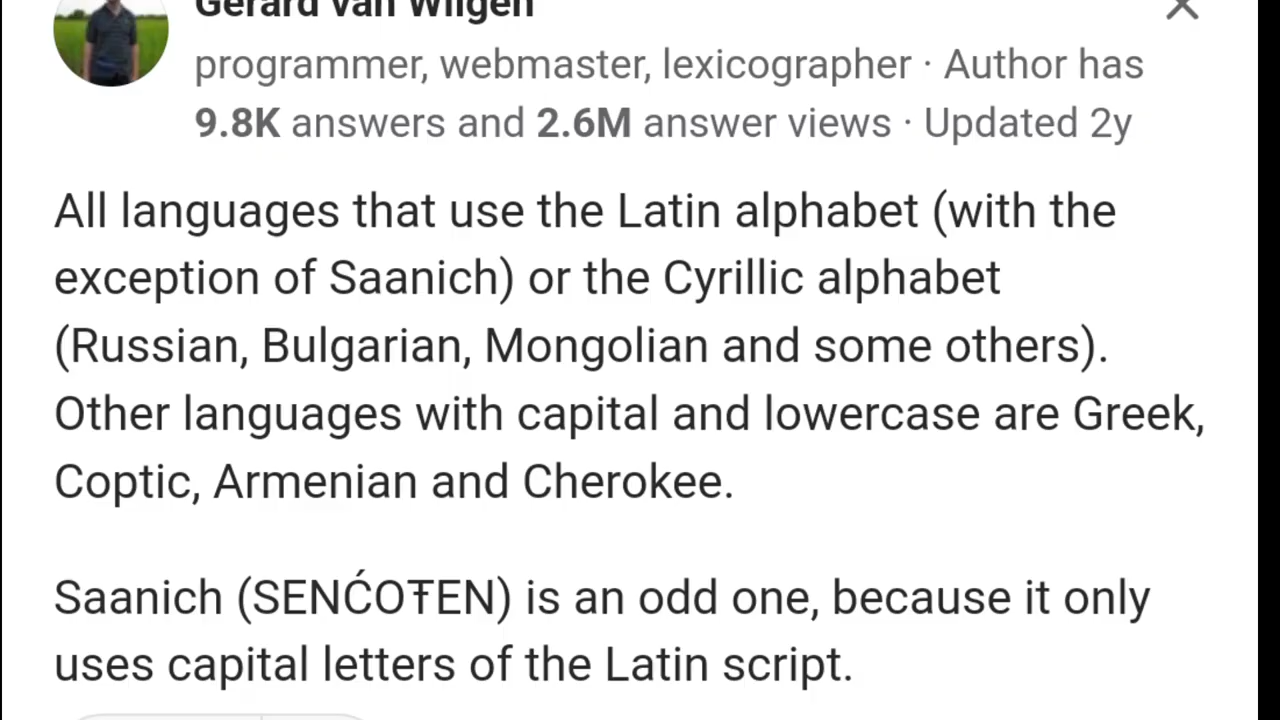 Gerard van Wilgen
programmer, webmaster, lexicographer · Author has
9.8K answers and 2.6M answer views · Updated 2y
All languages that use the Latin alphabet (with the
exception of Saanich) or the Cyrillic alphabet
(Russian, Bulgarian, Mongolian and some others).
Other languages with capital and lowercase are Greek,
Coptic, Armenian and Cherokee.
Saanich (SENĆOŦEN) is an odd one, because it only
uses capital letters of the Latin script.